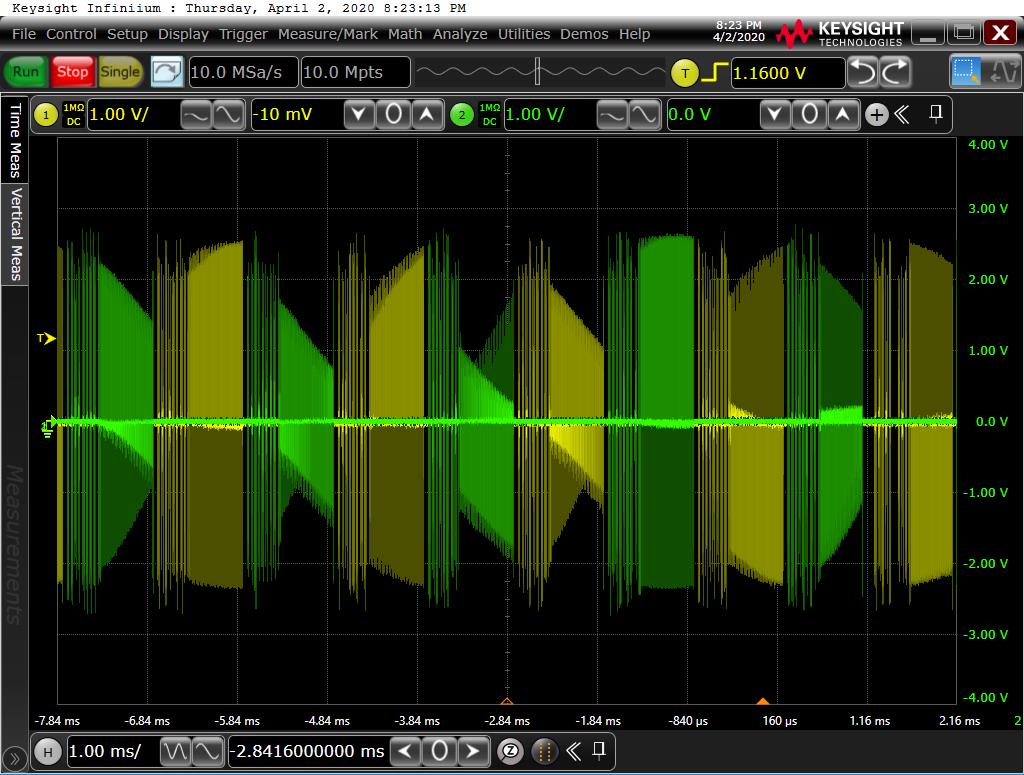 Keysight Infiniium : Thursday, April 2, 2020 8:23:13 PM
File Control Setup Display Trigger Measure/Mark Math Analyze Utilities Demos Help
8:23 PM
4/2/2020
KEYSIGHT
TECHNOLOGIES
Run Stop Single 10.0 MSa/s 10.0 Mpts T 1.1600 V
1 1MΩ DC 1.00 V/ -10 mV 0 2 1MΩ DC 1.00 V/ 0.0 V 0
Time Meas
Vertical Meas
Measurements
4.00 V
3.00 V
2.00 V
T
1.00 V
0.0 V
-1.00 V
-2.00 V
-3.00 V
-4.00 V
-7.84 ms -6.84 ms -5.84 ms -4.84 ms -3.84 ms -2.84 ms -1.84 ms -840 µs 160 µs 1.16 ms 2.16 ms 2
H 1.00 ms/ -2.8416000000 ms 0 Z